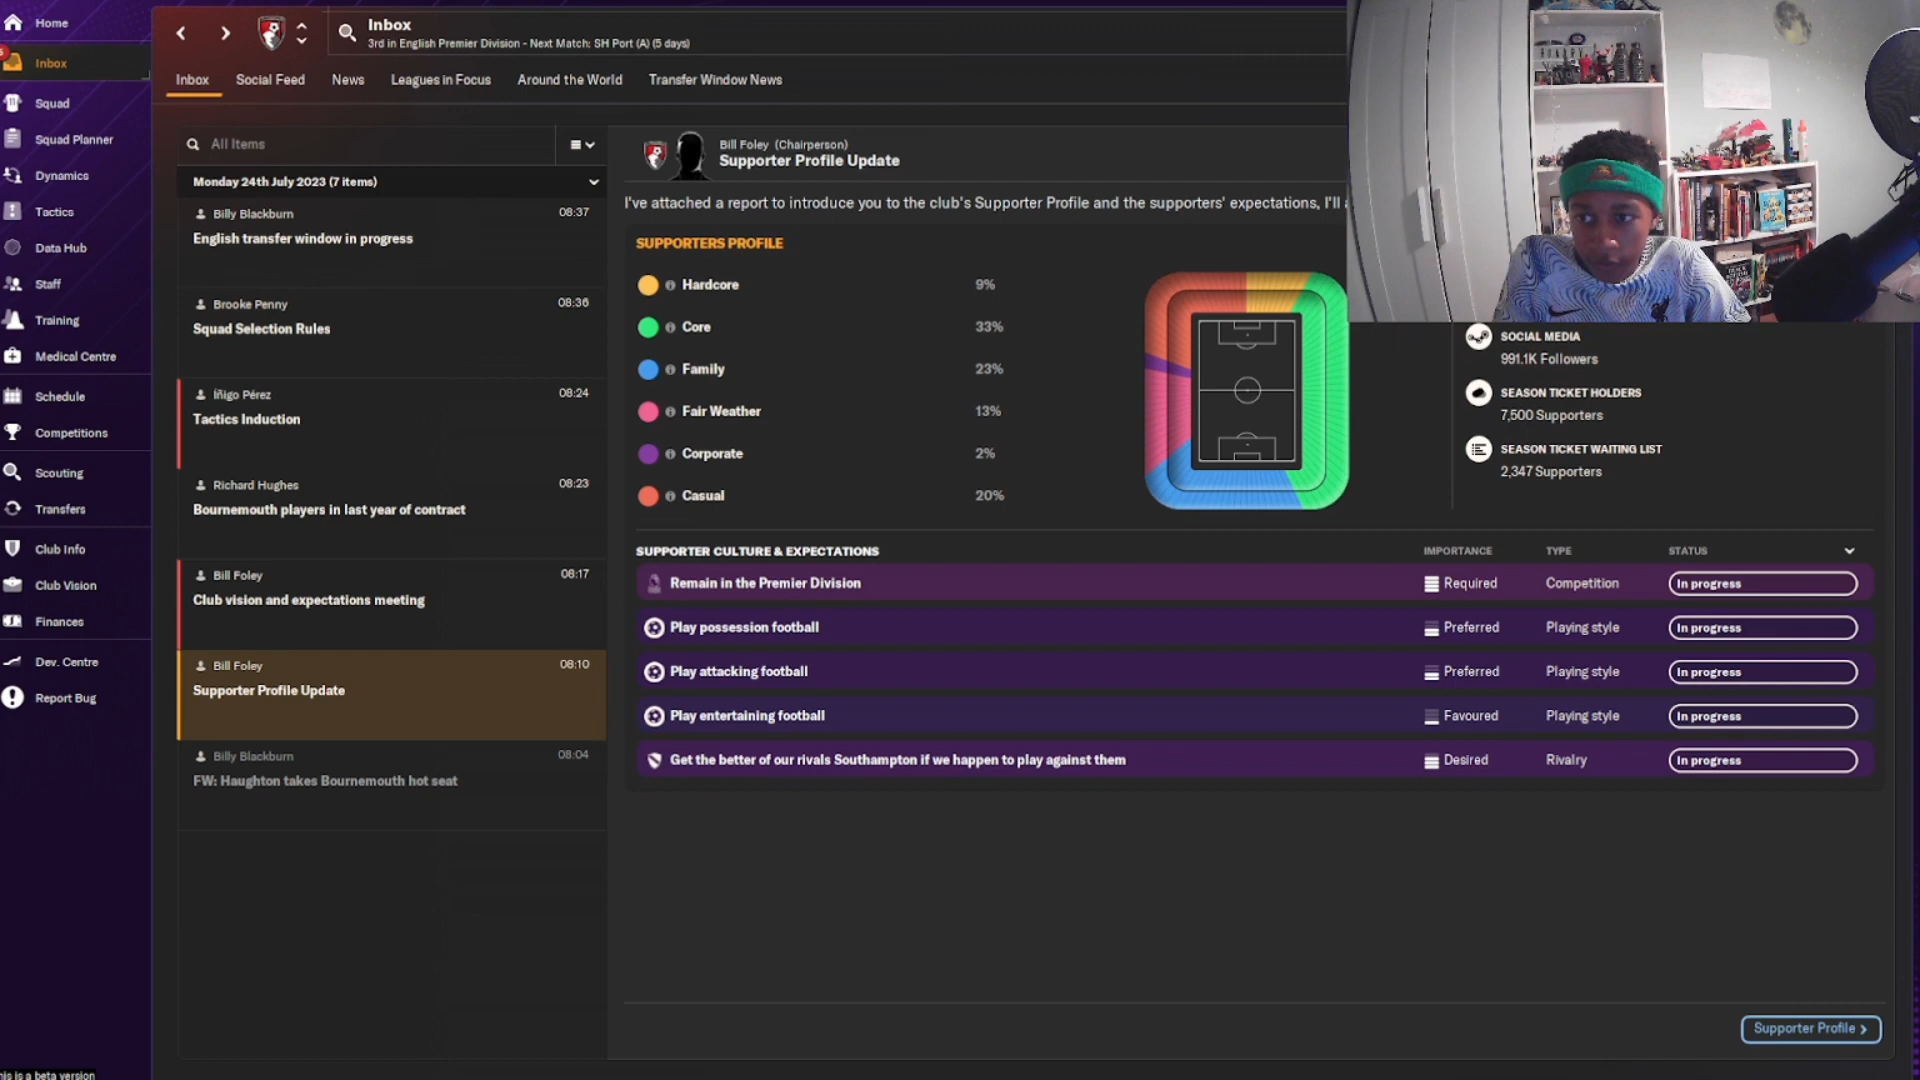 Home
Inbox
Squad
Squad Planner
Dynamics
Tactics
Data Hub
Staff
Training
Medical Centre
Schedule
Competitions
Scouting
Transfers
Club Info
Club Vision
Finances
Dev. Centre
Report Bug
his is a beta version
Inbox
3rd in English Premier Division - Next Match: SH Port (A) (5 days)
Inbox Social Feed News Leagues in Focus Around the World Transfer Window News
All Items
Monday 24th July 2023 (7 items)
Billy Blackburn 08:37
English transfer window in progress
Brooke Penny 08:36
Squad Selection Rules
Iñigo Pérez 08:24
Tactics Induction
Richard Hughes 08:23
Bournemouth players in last year of contract
Bill Foley 08:17
Club vision and expectations meeting
Bill Foley 08:10
Supporter Profile Update
Billy Blackburn 08:04
FW: Haughton takes Bournemouth hot seat
Bill Foley (Chairperson)
Supporter Profile Update
I've attached a report to introduce you to the club's Supporter Profile and the supporters' expectations, I'll
SUPPORTERS PROFILE
Hardcore 9%
Core 33%
Family 23%
Fair Weather 13%
Corporate 2%
Casual 20%
SOCIAL MEDIA
991.1K Followers
SEASON TICKET HOLDERS
7,500 Supporters
SEASON TICKET WAITING LIST
2,347 Supporters
SUPPORTER CULTURE & EXPECTATIONS IMPORTANCE TYPE STATUS
Remain in the Premier Division Required Competition In progress
Play possession football Preferred Playing style In progress
Play attacking football Preferred Playing style In progress
Play entertaining football Favoured Playing style In progress
Get the better of our rivals Southampton if we happen to play against them Desired Rivalry In progress
Supporter Profile